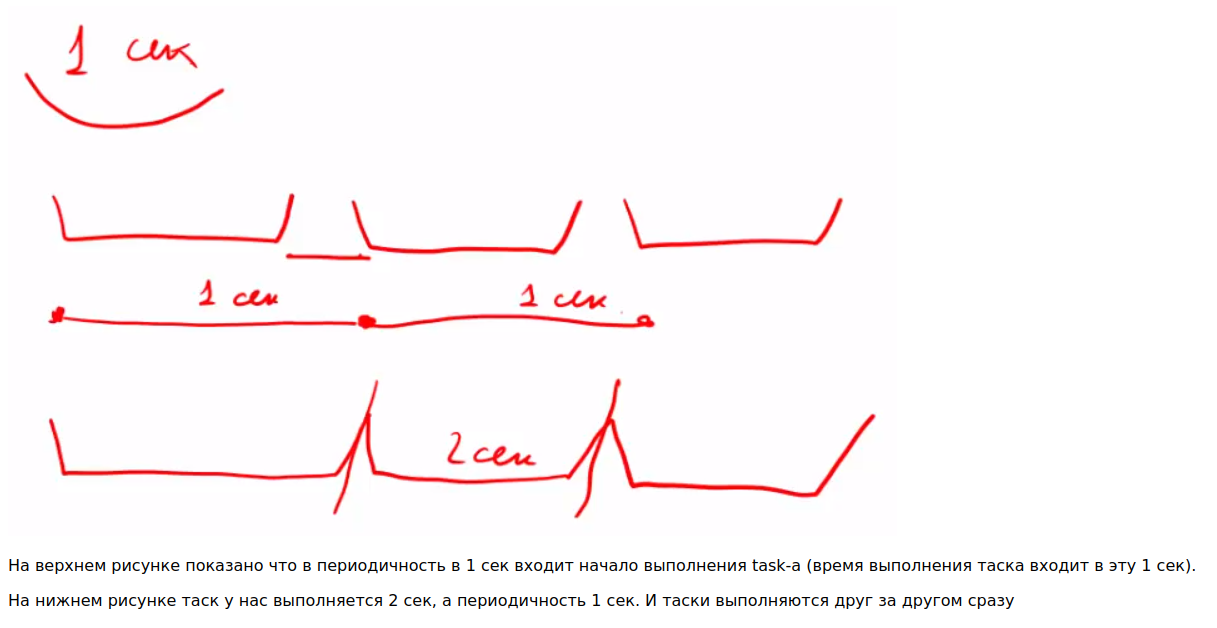 1 сек
1 сек 1 сек
2 сек
На верхнем рисунке показано что в периодичность в 1 сек входит начало выполнения task-а (время выполнения таска входит в эту 1 сек).
На нижнем рисунке таск у нас выполняется 2 сек, а периодичность 1 сек. И таски выполняются друг за другом сразу